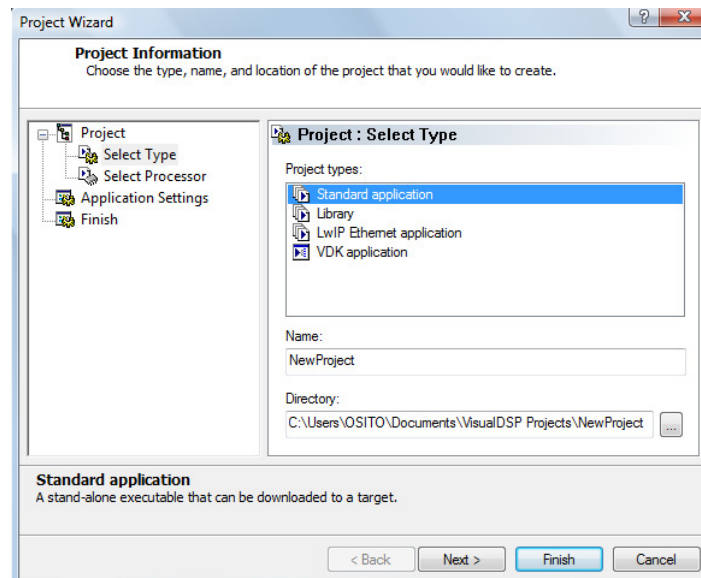 Project Wizard
Project Information
Choose the type, name, and location of the project that you would like to create.
Project
Select Type
Select Processor
Application Settings
Finish
Project : Select Type
Project types:
Standard application
Library
LwIP Ethernet application
VDK application
Name:
NewProject
Directory:
C:\Users\OSITO\Documents\VisualDSP Projects\NewProject
...
Standard application
A stand-alone executable that can be downloaded to a target.
< Back Next > Finish Cancel